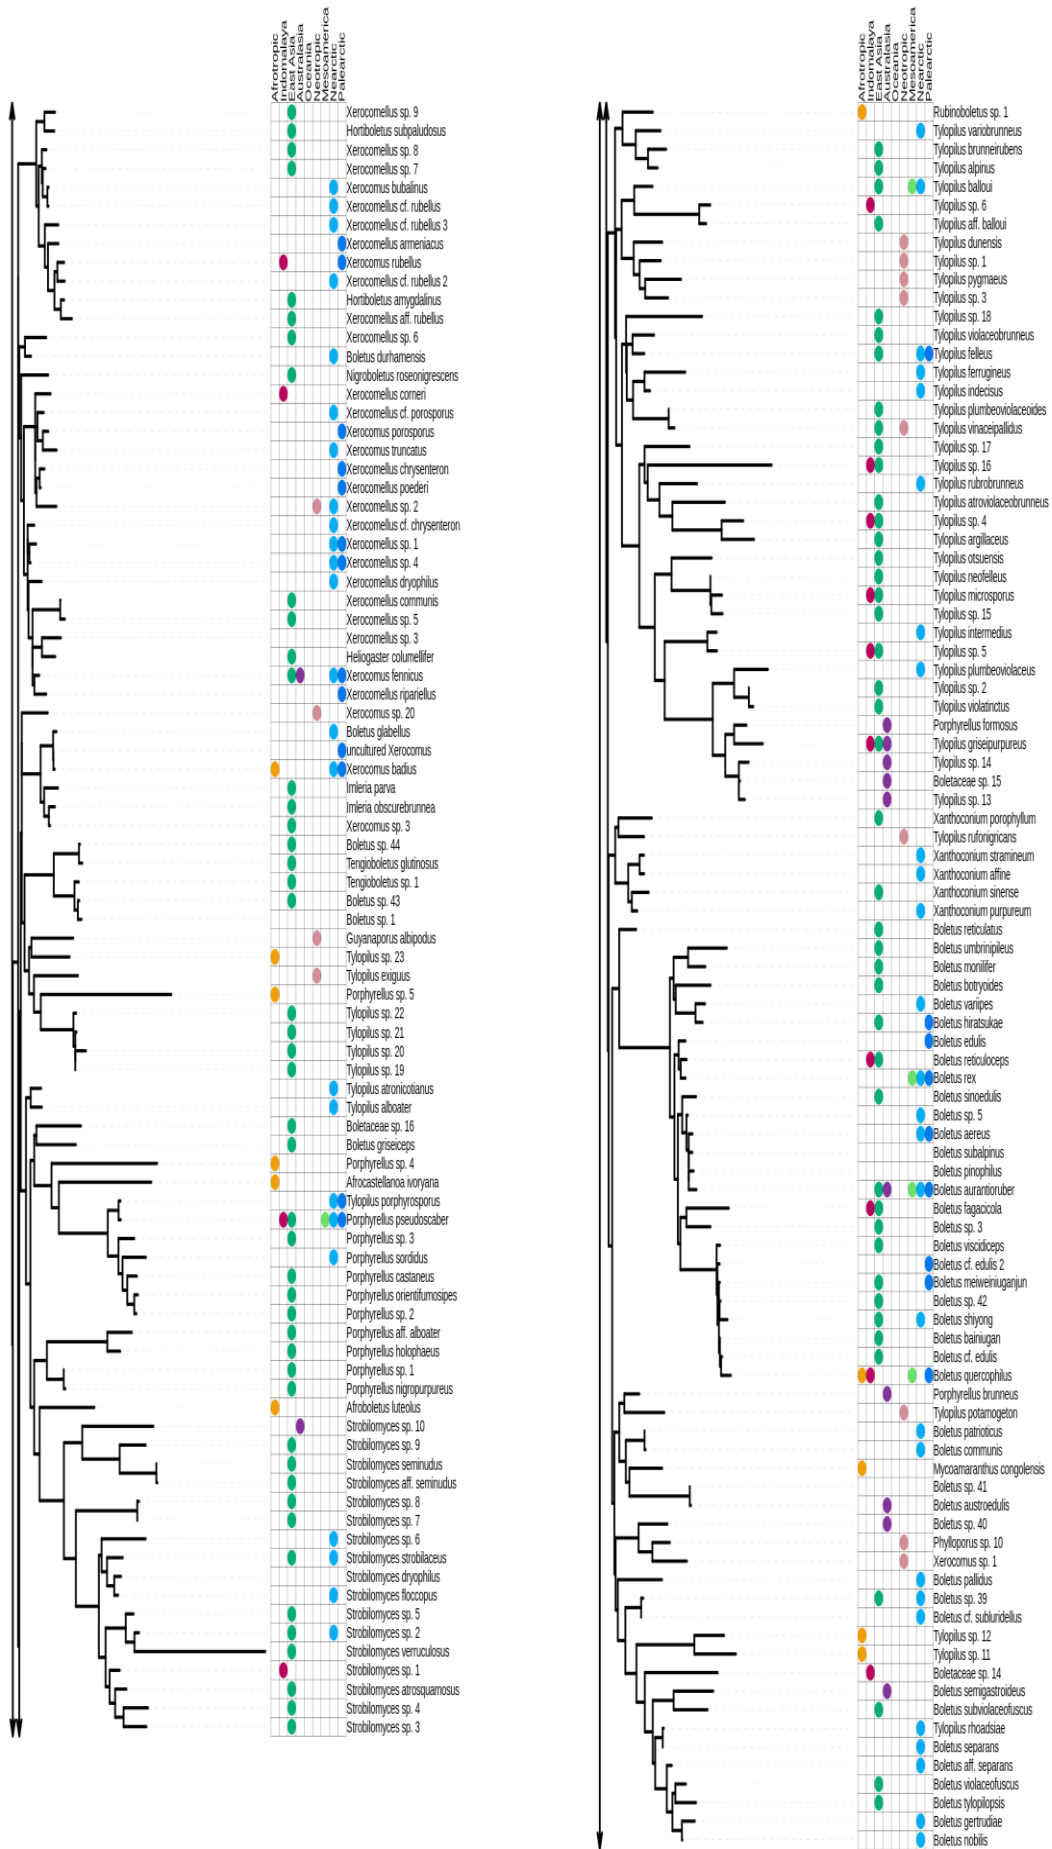 Afrotropic
Indomalaya
East Asia
Australasia
Oceania
Neotropic
Mesoamerica
Nearctic
Palearctic
Xerocomellus sp. 9
Hortiboletus subpaludosus
Xerocomellus sp. 8
Xerocomellus sp. 7
Xerocomus bubalinus
Xerocomellus cf. rubellus
Xerocomellus cf. rubellus 3
Xerocomellus armeniacus
Xerocomus rubellus
Xerocomellus cf. rubellus 2
Hortiboletus amygdalinus
Xerocomellus aff. rubellus
Xerocomellus sp. 6
Boletus durhamensis
Nigroboletus roseonigrescens
Xerocomellus corneri
Xerocomellus cf. porosporus
Xerocomus porosporus
Xerocomus truncatus
Xerocomellus chrysenteron
Xerocomellus poederi
Xerocomellus sp. 2
Xerocomellus cf. chrysenteron
Xerocomellus sp. 1
Xerocomellus sp. 4
Xerocomellus dryophilus
Xerocomellus communis
Xerocomellus sp. 5
Xerocomellus sp. 3
Heliogaster columellifer
Xerocomus fennicus
Xerocomellus ripariellus
Xerocomus sp. 20
Boletus glabellus
uncultured Xerocomus
Xerocomus badius
Imleria parva
Imleria obscurebrunnea
Xerocomus sp. 3
Boletus sp. 44
Tengioboletus glutinosus
Tengioboletus sp. 1
Boletus sp. 43
Boletus sp. 1
Guyanaporus albipodus
Tylopilus sp. 23
Tylopilus exiguus
Porphyrellus sp. 5
Tylopilus sp. 22
Tylopilus sp. 21
Tylopilus sp. 20
Tylopilus sp. 19
Tylopilus atronicotianus
Tylopilus alboater
Boletaceae sp. 16
Boletus griseiceps
Porphyrellus sp. 4
Afrocastellanoa ivoryana
Tylopilus porphyrosporus
Porphyrellus pseudoscaber
Porphyrellus sp. 3
Porphyrellus sordidus
Porphyrellus castaneus
Porphyrellus orientifumosipes
Porphyrellus sp. 2
Porphyrellus aff. alboater
Porphyrellus holophaeus
Porphyrellus sp. 1
Porphyrellus nigropurpureus
Afroboletus luteolus
Strobilomyces sp. 10
Strobilomyces sp. 9
Strobilomyces seminudus
Strobilomyces aff. seminudus
Strobilomyces sp. 8
Strobilomyces sp. 7
Strobilomyces sp. 6
Strobilomyces strobilaceus
Strobilomyces dryophilus
Strobilomyces floccopus
Strobilomyces sp. 5
Strobilomyces sp. 2
Strobilomyces verruculosus
Strobilomyces sp. 1
Strobilomyces atrosquamosus
Strobilomyces sp. 4
Strobilomyces sp. 3
Afrotropic
Indomalaya
East Asia
Australasia
Oceania
Neotropic
Mesoamerica
Nearctic
Palearctic
Rubinoboletus sp. 1
Tylopilus variobrunneus
Tylopilus brunneirubens
Tylopilus alpinus
Tylopilus balloui
Tylopilus sp. 6
Tylopilus aff. balloui
Tylopilus dunensis
Tylopilus sp. 1
Tylopilus pygmaeus
Tylopilus sp. 3
Tylopilus sp. 18
Tylopilus violaceobrunneus
Tylopilus felleus
Tylopilus ferrugineus
Tylopilus indecisus
Tylopilus plumbeoviolaceoides
Tylopilus vinaceipallidus
Tylopilus sp. 17
Tylopilus sp. 16
Tylopilus rubrobrunneus
Tylopilus atroviolaceobrunneus
Tylopilus sp. 4
Tylopilus argillaceus
Tylopilus otsuensis
Tylopilus neofelleus
Tylopilus microsporus
Tylopilus sp. 15
Tylopilus intermedius
Tylopilus sp. 5
Tylopilus plumbeoviolaceus
Tylopilus sp. 2
Tylopilus violatinctus
Porphyrellus formosus
Tylopilus griseipurpureus
Tylopilus sp. 14
Boletaceae sp. 15
Tylopilus sp. 13
Xanthoconium porophyllum
Tylopilus rufonigricans
Xanthoconium stramineum
Xanthoconium affine
Xanthoconium sinense
Xanthoconium purpureum
Boletus reticulatus
Boletus umbrinipileus
Boletus monilifer
Boletus botryoides
Boletus variipes
Boletus hiratsukae
Boletus edulis
Boletus reticuloceps
Boletus rex
Boletus sinoedulis
Boletus sp. 5
Boletus aereus
Boletus subalpinus
Boletus pinophilus
Boletus aurantioruber
Boletus fagacicola
Boletus sp. 3
Boletus viscidiceps
Boletus cf. edulis 2
Boletus meiweiniuganjun
Boletus sp. 42
Boletus shiyong
Boletus bainiugan
Boletus cf. edulis
Boletus quercophilus
Porphyrellus brunneus
Tylopilus potamogeton
Boletus patrioticus
Boletus communis
Mycoamaranthus congolensis
Boletus sp. 41
Boletus austroedulis
Boletus sp. 40
Phylloporus sp. 10
Xerocomus sp. 1
Boletus pallidus
Boletus sp. 39
Boletus cf. subluridellus
Tylopilus sp. 12
Tylopilus sp. 11
Boletaceae sp. 14
Boletus semigastroideus
Boletus subviolaceofuscus
Tylopilus rhoadsiae
Boletus separans
Boletus aff. separans
Boletus violaceofuscus
Boletus tylopilopsis
Boletus gertrudiae
Boletus nobilis